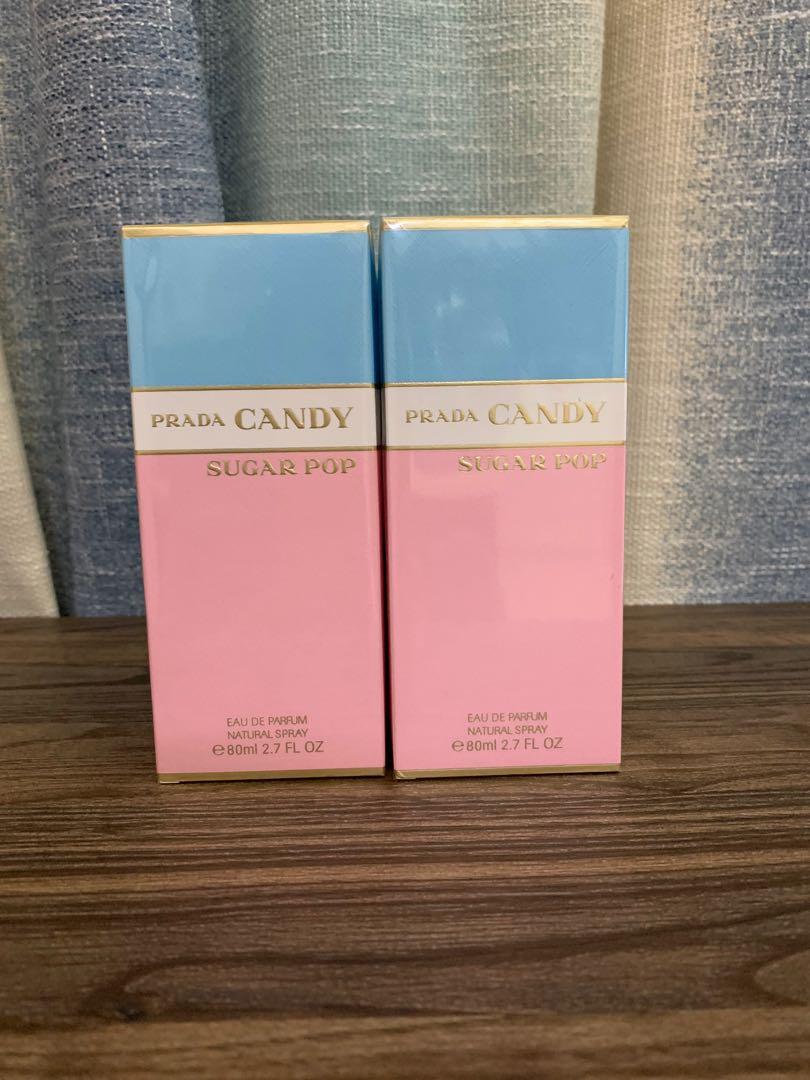 PRADA CANDY
SUGAR POP
EAU DE PARFUM
NATURAL SPRAY
℮80ml 2.7 FL OZ
PRADA CANDY
SUGAR POP
EAU DE PARFUM
NATURAL SPRAY
℮80ml 2.7 FL OZ